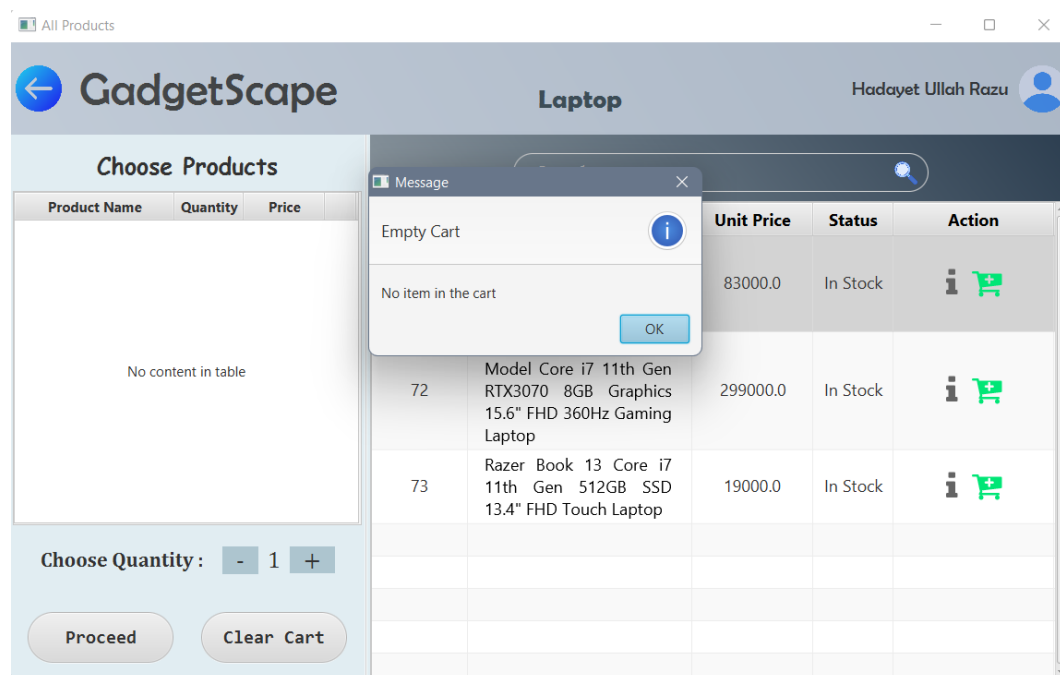 All Products
GadgetScape
Laptop
Hadayet Ullah Razu
Choose Products
Product Name Quantity Price
No content in table
Choose Quantity : - 1 +
Proceed Clear Cart
Message
Empty Cart
No item in the cart
OK
Unit Price Status Action
83000.0 In Stock
72
Model Core i7 11th Gen
RTX3070 8GB Graphics
15.6" FHD 360Hz Gaming
Laptop
299000.0 In Stock
73
Razer Book 13 Core i7
11th Gen 512GB SSD
13.4" FHD Touch Laptop
19000.0 In Stock